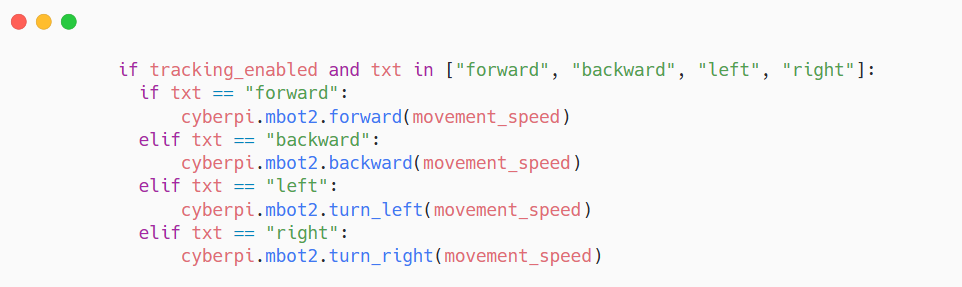 if tracking_enabled and txt in ["forward", "backward", "left", "right"]:
  if txt == "forward":
      cyberpi.mbot2.forward(movement_speed)
  elif txt == "backward":
      cyberpi.mbot2.backward(movement_speed)
  elif txt == "left":
      cyberpi.mbot2.turn_left(movement_speed)
  elif txt == "right":
      cyberpi.mbot2.turn_right(movement_speed)